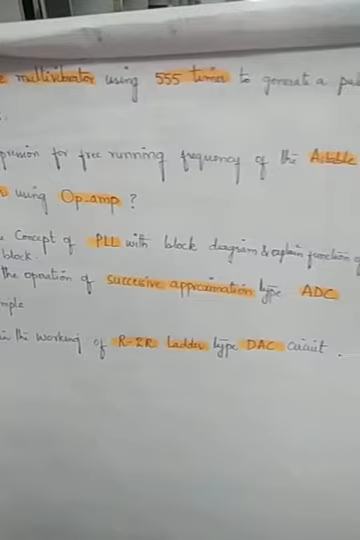 multivibrator using 555 timer to generate a
expression for free running frequency of the Astable
using Op-amp ?
Concept of PLL with block diagram & explain function of
block.
the operation of successive approximation type ADC
mple
in the working of R-2R Ladder type DAC circuit.